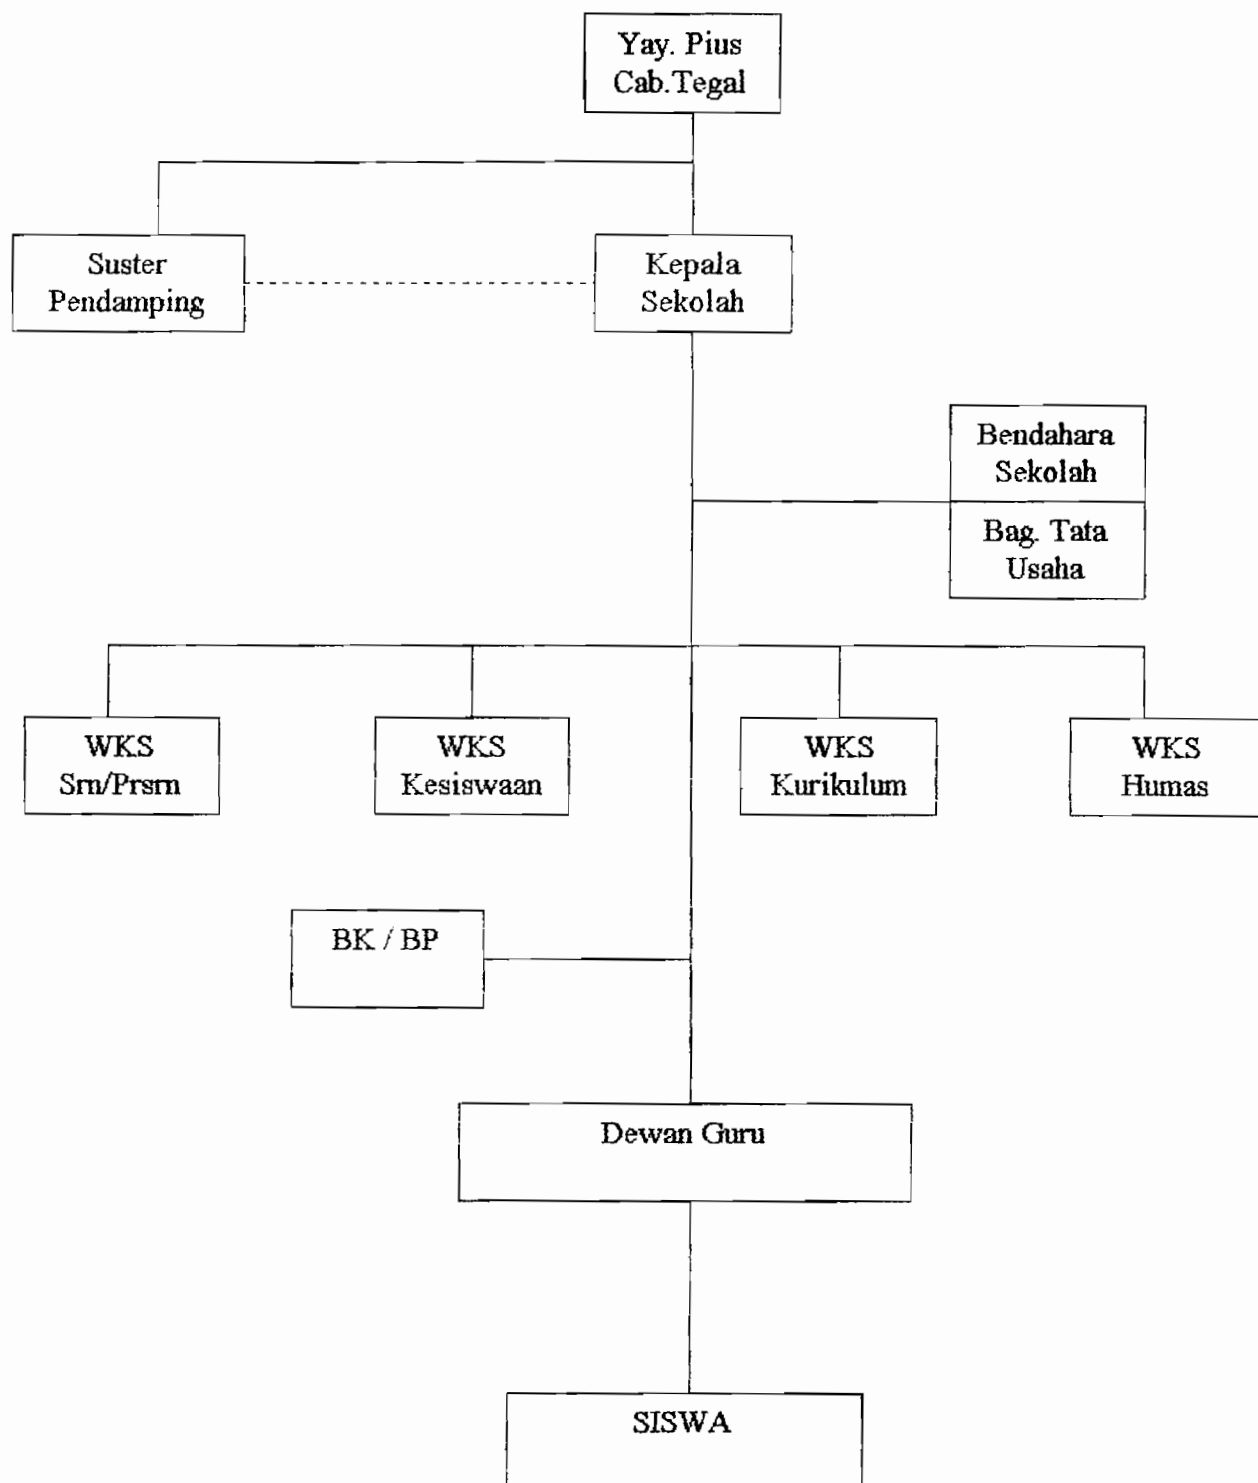 Yay. Pius
Cab.Tegal
Suster
Pendamping
Kepala
Sekolah
Bendahara
Sekolah
Bag. Tata
Usaha
WKS
Srn/Prsrn
WKS
Kesiswaan
WKS
Kurikulum
WKS
Humas
BK / BP
Dewan Guru
SISWA